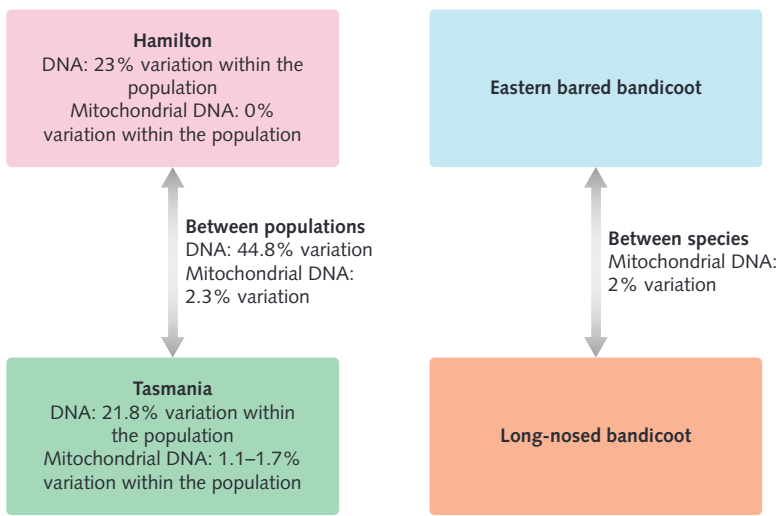 Hamilton
DNA: 23% variation within the
population
Mitochondrial DNA: 0%
variation within the population
Between populations
DNA: 44.8% variation
Mitochondrial DNA:
2.3% variation
Tasmania
DNA: 21.8% variation within
the population
Mitochondrial DNA: 1.1–1.7%
variation within the population
Eastern barred bandicoot
Between species
Mitochondrial DNA:
2% variation
Long-nosed bandicoot